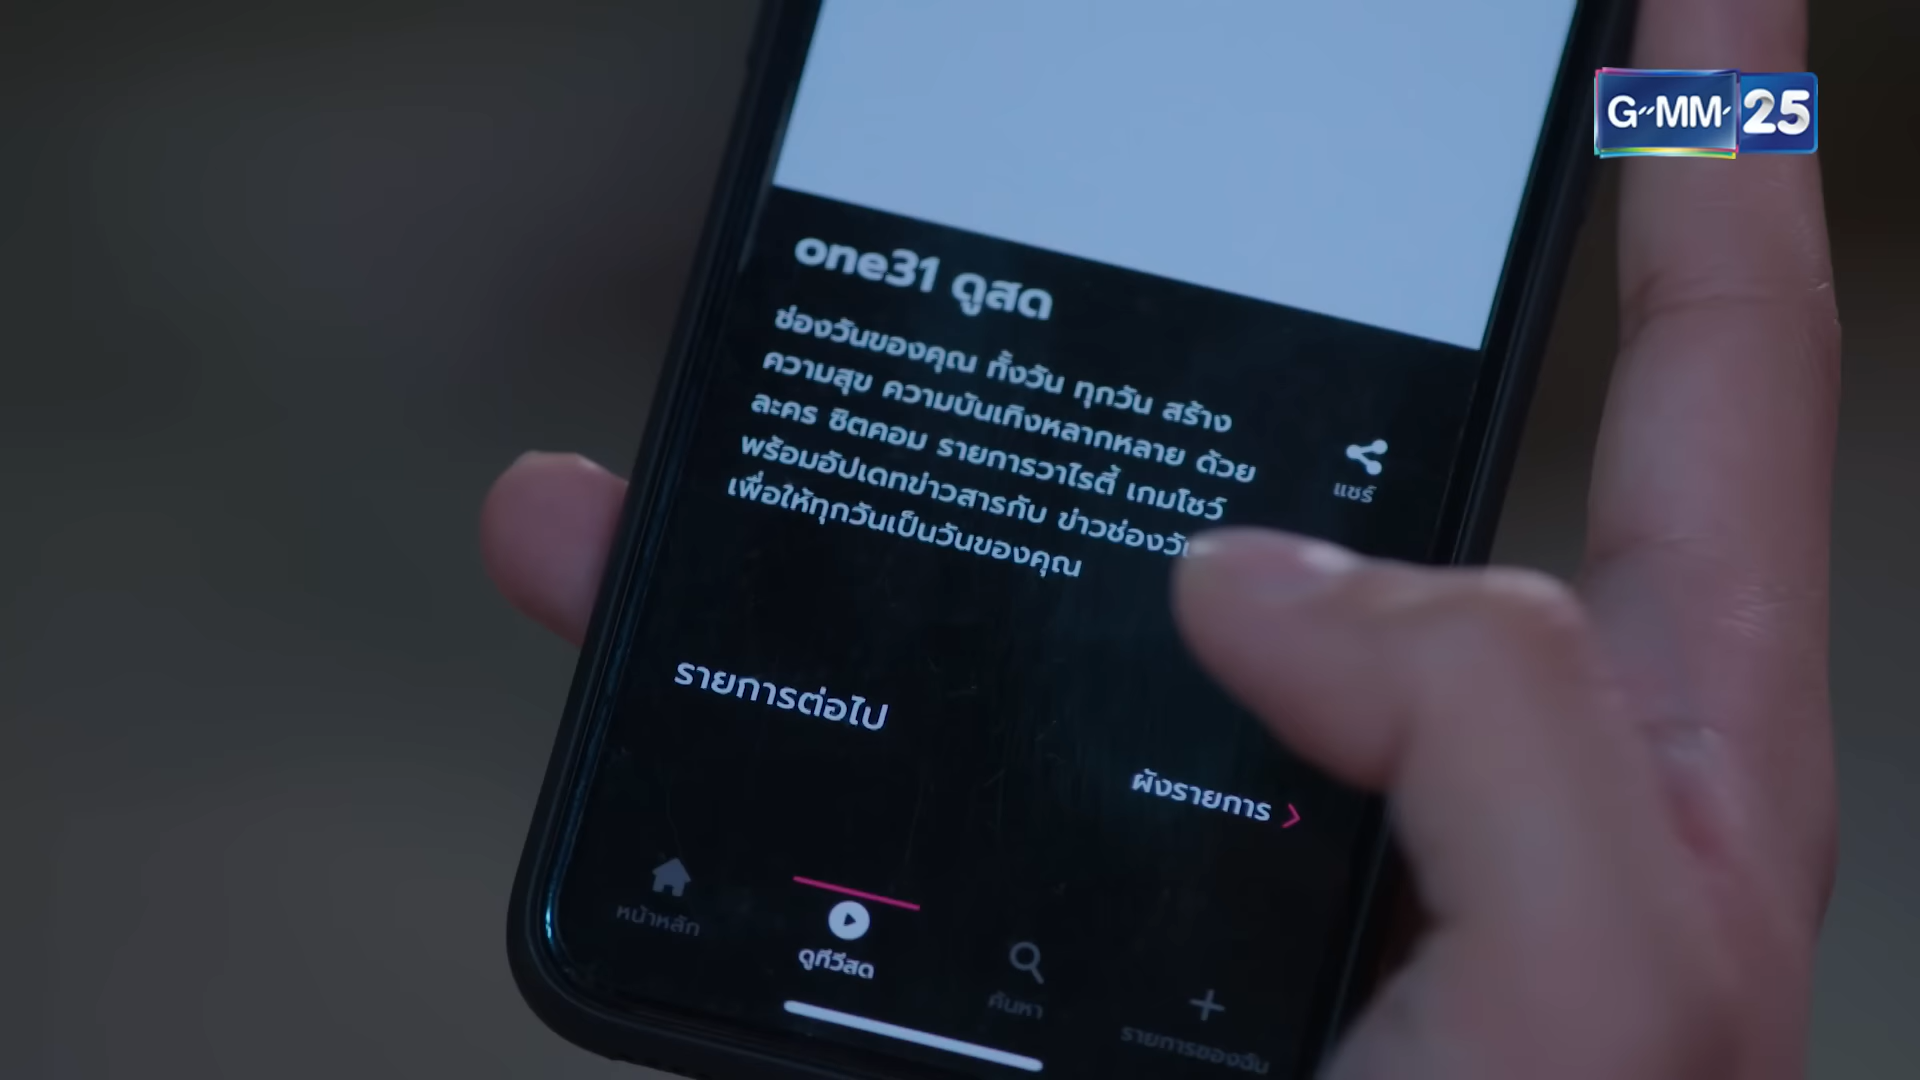 GMM 25
one31 ดูสด
ช่องวันของคุณ ทั้งวัน ทุกวัน สร้าง
ความสุข ความบันเทิงหลากหลาย ด้วย
ละคร ซิตคอม รายการวาไรตี้ เกมโชว์
พร้อมอัปเดทข่าวสารกับ ข่าวช่องวัน
เพื่อให้ทุกวันเป็นวันของคุณ
แชร์
รายการต่อไป
ผังรายการ
หน้าหลัก
ดูทีวีสด
ค้นหา
รายการของฉัน